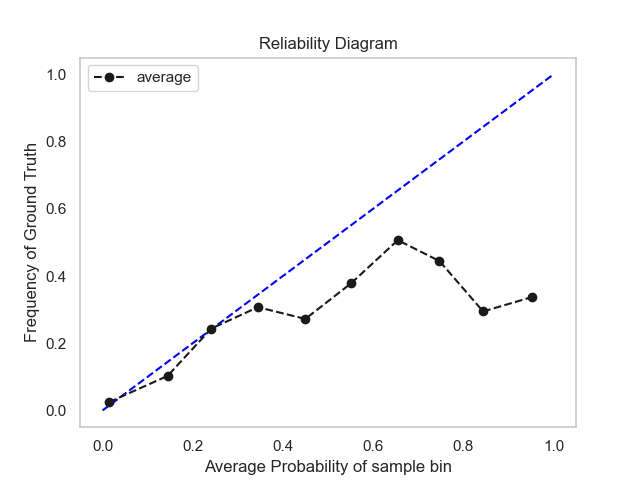 Reliability Diagram
average
1.0
0.8
0.6
0.4
0.2
0.0
Frequency of Ground Truth
0.0 0.2 0.4 0.6 0.8 1.0
Average Probability of sample bin